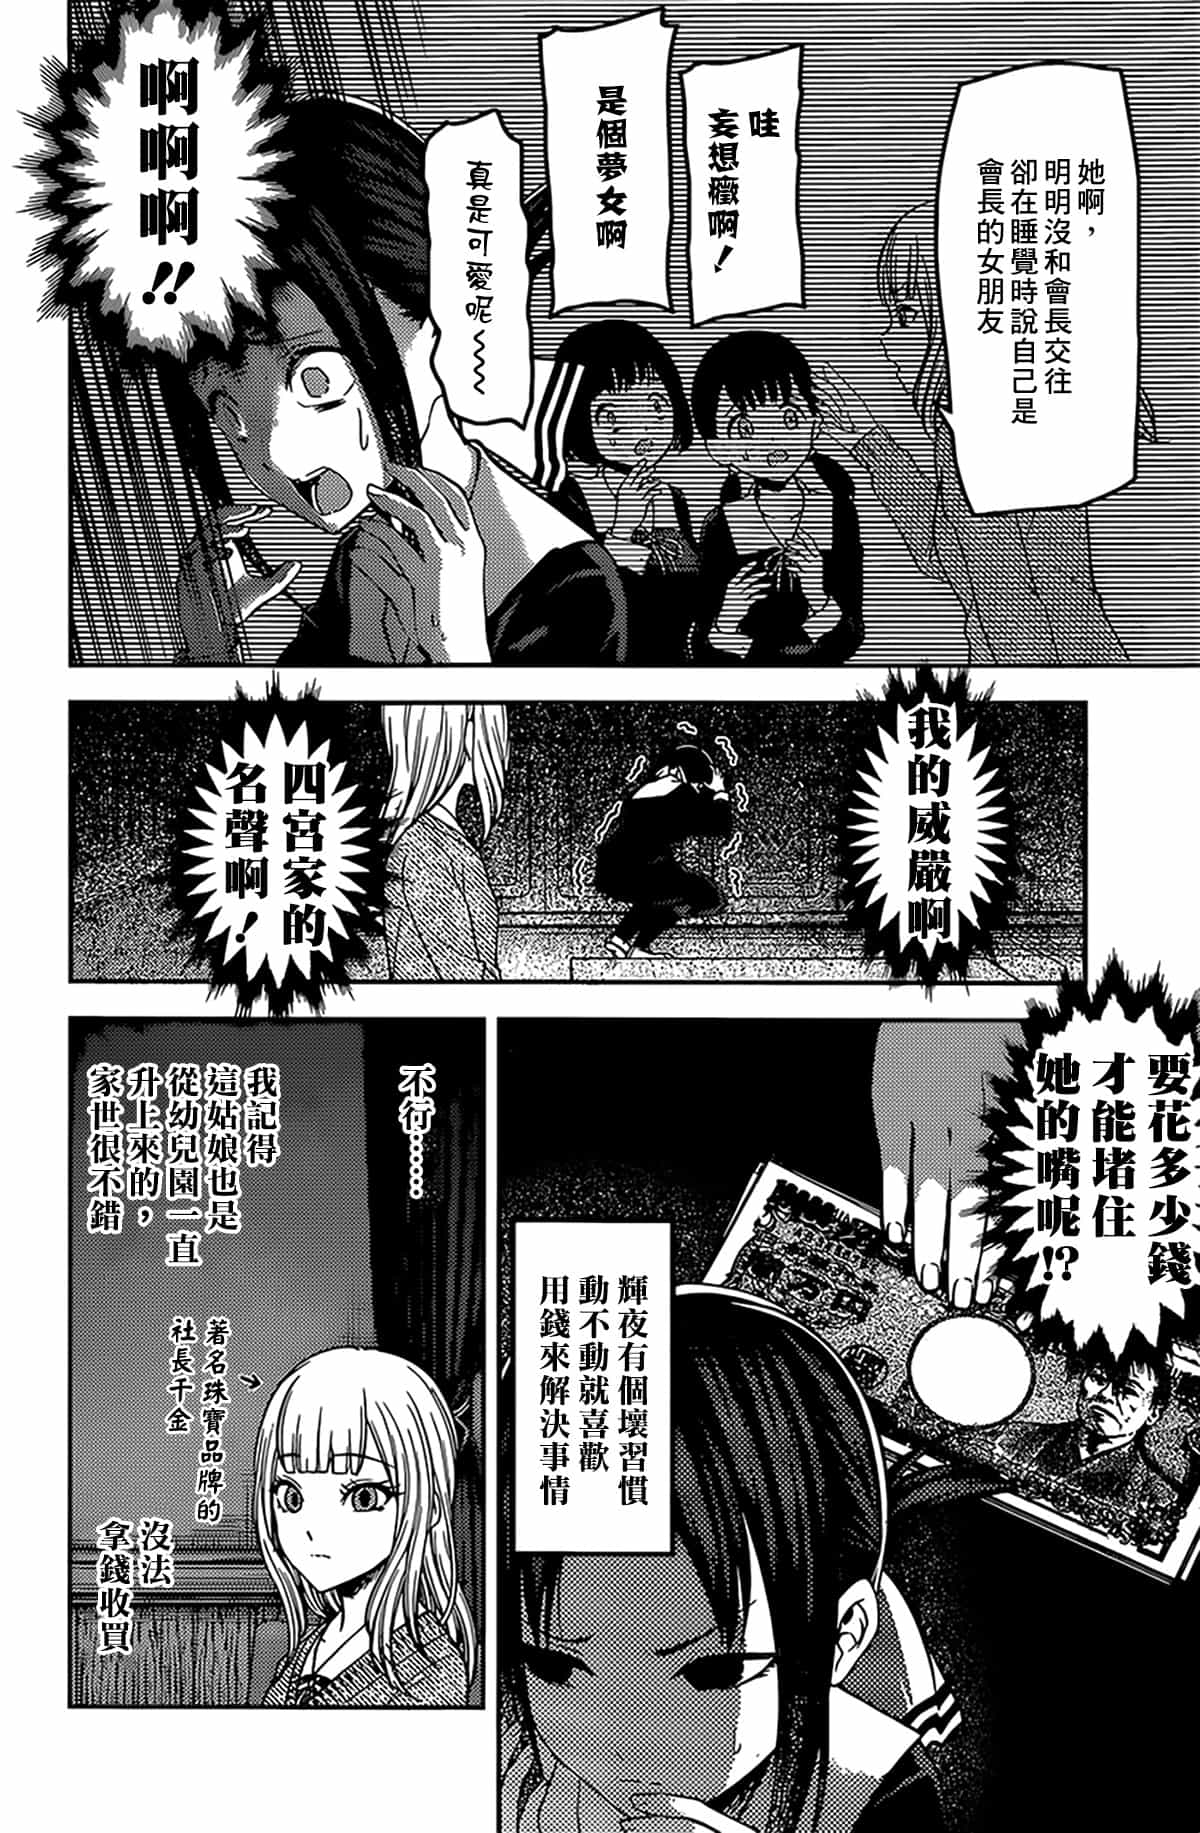 她啊，
明明沒和會長交往
卻在睡覺時說自己是
會長的女朋友
哇
妄想癥啊！
是個夢女啊
真是可愛呢～～～
啊啊啊啊!!
我的威嚴啊
四宮家的
名聲啊！
要花多少錢
才能堵住
她的嘴呢!?
輝夜有個壞習慣
動不動就喜歡
用錢來解決事情
不行……
我記得
這姑娘也是
從幼兒園一直
升上來的，
家世很不錯
著名珠寶品牌的
社長千金
沒法
拿錢收買